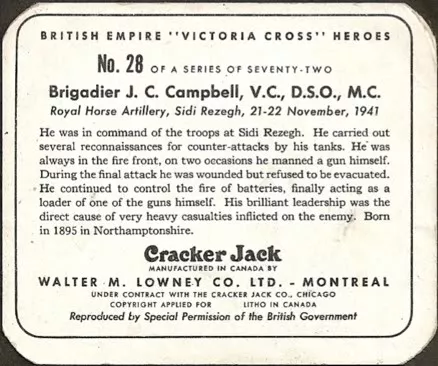 BRITISH EMPIRE "VICTORIA CROSS" HEROES
No. 28 OF A SERIES OF SEVENTY-TWO
Brigadier J. C. Campbell, V.C., D.S.O., M.C.
Royal Horse Artillery, Sidi Rezegh, 21-22 November, 1941
He was in command of the troops at Sidi Rezegh. He carried out
several reconnaissances for counter-attacks by his tanks. He was
always in the fire front, on two occasions he manned a gun himself.
During the final attack he was wounded but refused to be evacuated.
He continued to control the fire of batteries, finally acting as a
loader of one of the guns himself. His brilliant leadership was the
direct cause of very heavy casualties inflicted on the enemy. Born
in 1895 in Northamptonshire.
Cracker Jack
MANUFACTURED IN CANADA BY
WALTER M. LOWNEY CO. LTD. - MONTREAL
UNDER CONTRACT WITH THE CRACKER JACK CO., CHICAGO
COPYRIGHT APPLIED FOR LITHO IN CANADA
Reproduced by Special Permission of the British Government